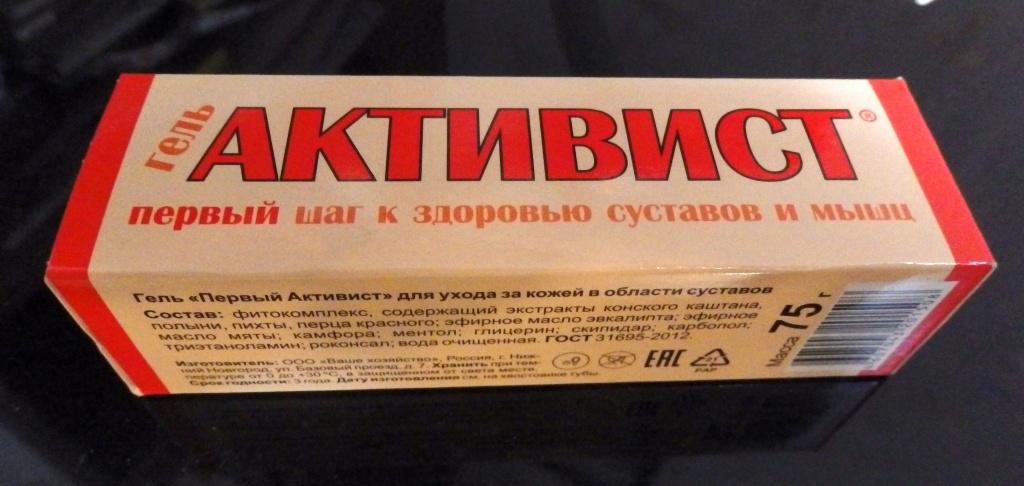 гель
АКТИВИСТ®
первый шаг к здоровью суставов и мышц
Гель «Первый Активист» для ухода за кожей в области суставов
Состав: фитокомплекс, содержащий экстракты конского каштана,
полыни, пихты, перца красного; эфирное масло эвкалипта; эфирное
масло мяты; камфора; ментол; глицерин; скипидар; карбопол;
триэтаноламин; роконсал; вода очищенная. ГОСТ 31695-2012.
Изготовитель: ООО «Ваше хозяйство», Россия, г. Ниж-
ний Новгород, ул. Базовый проезд, д. 7. Хранить при тем-
пературе от 0 до +30°С, в защищенном от света месте.
Срок годности: 3 года. Дату изготовления см. на хвостовике тубы.
EAC
21
PAP
Масса 75 г